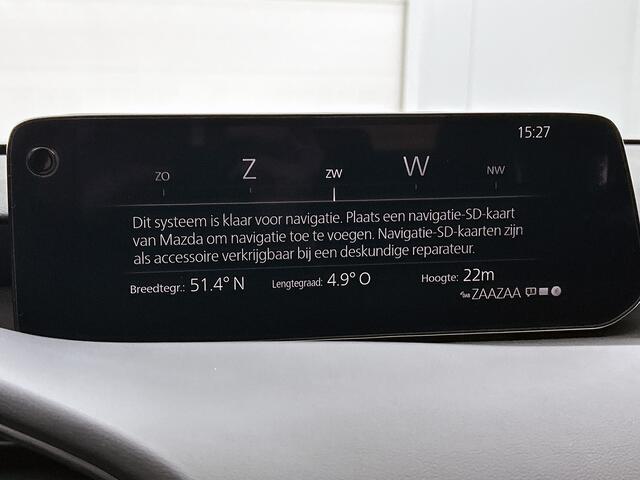 15:27
ZO Z ZW W NW
Dit systeem is klaar voor navigatie. Plaats een navigatie-SD-kaart
van Mazda om navigatie toe te voegen. Navigatie-SD-kaarten zijn
als accessoire verkrijgbaar bij een deskundige reparateur.
Breedtegr.: 51.4° N Lengtegraad: 4.9° O Hoogte: 22m
ZAAZAA